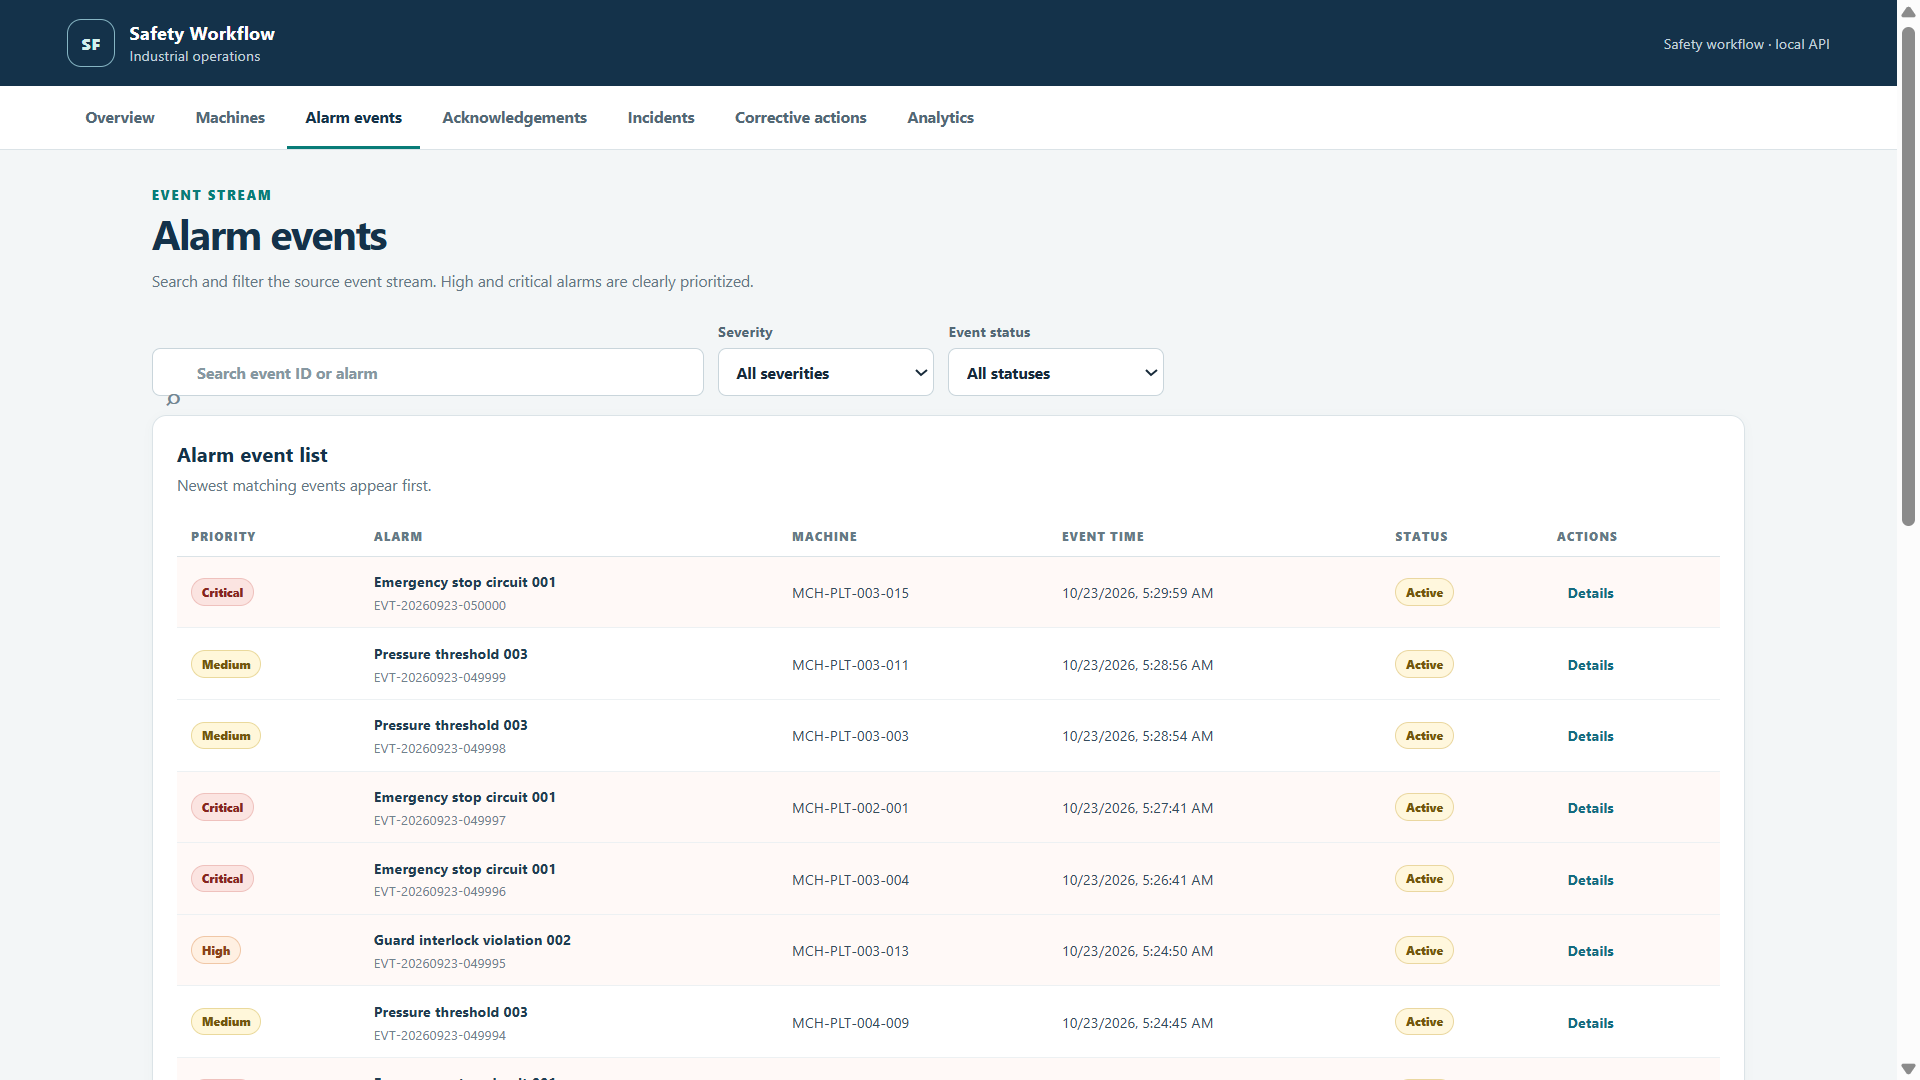 SF
Safety Workflow
Industrial operations
Safety workflow · local API
Overview Machines Alarm events Acknowledgements Incidents Corrective actions Analytics
EVENT STREAM
Alarm events
Search and filter the source event stream. High and critical alarms are clearly prioritized.
Severity Event status
Search event ID or alarm All severities All statuses
Alarm event list
Newest matching events appear first.
PRIORITY ALARM MACHINE EVENT TIME STATUS ACTIONS
Critical Emergency stop circuit 001 MCH-PLT-003-015 10/23/2026, 5:29:59 AM Active Details
EVT-20260923-050000
Medium Pressure threshold 003 MCH-PLT-003-011 10/23/2026, 5:28:56 AM Active Details
EVT-20260923-049999
Medium Pressure threshold 003 MCH-PLT-003-003 10/23/2026, 5:28:54 AM Active Details
EVT-20260923-049998
Critical Emergency stop circuit 001 MCH-PLT-002-001 10/23/2026, 5:27:41 AM Active Details
EVT-20260923-049997
Critical Emergency stop circuit 001 MCH-PLT-003-004 10/23/2026, 5:26:41 AM Active Details
EVT-20260923-049996
High Guard interlock violation 002 MCH-PLT-003-013 10/23/2026, 5:24:50 AM Active Details
EVT-20260923-049995
Medium Pressure threshold 003 MCH-PLT-004-009 10/23/2026, 5:24:45 AM Active Details
EVT-20260923-049994